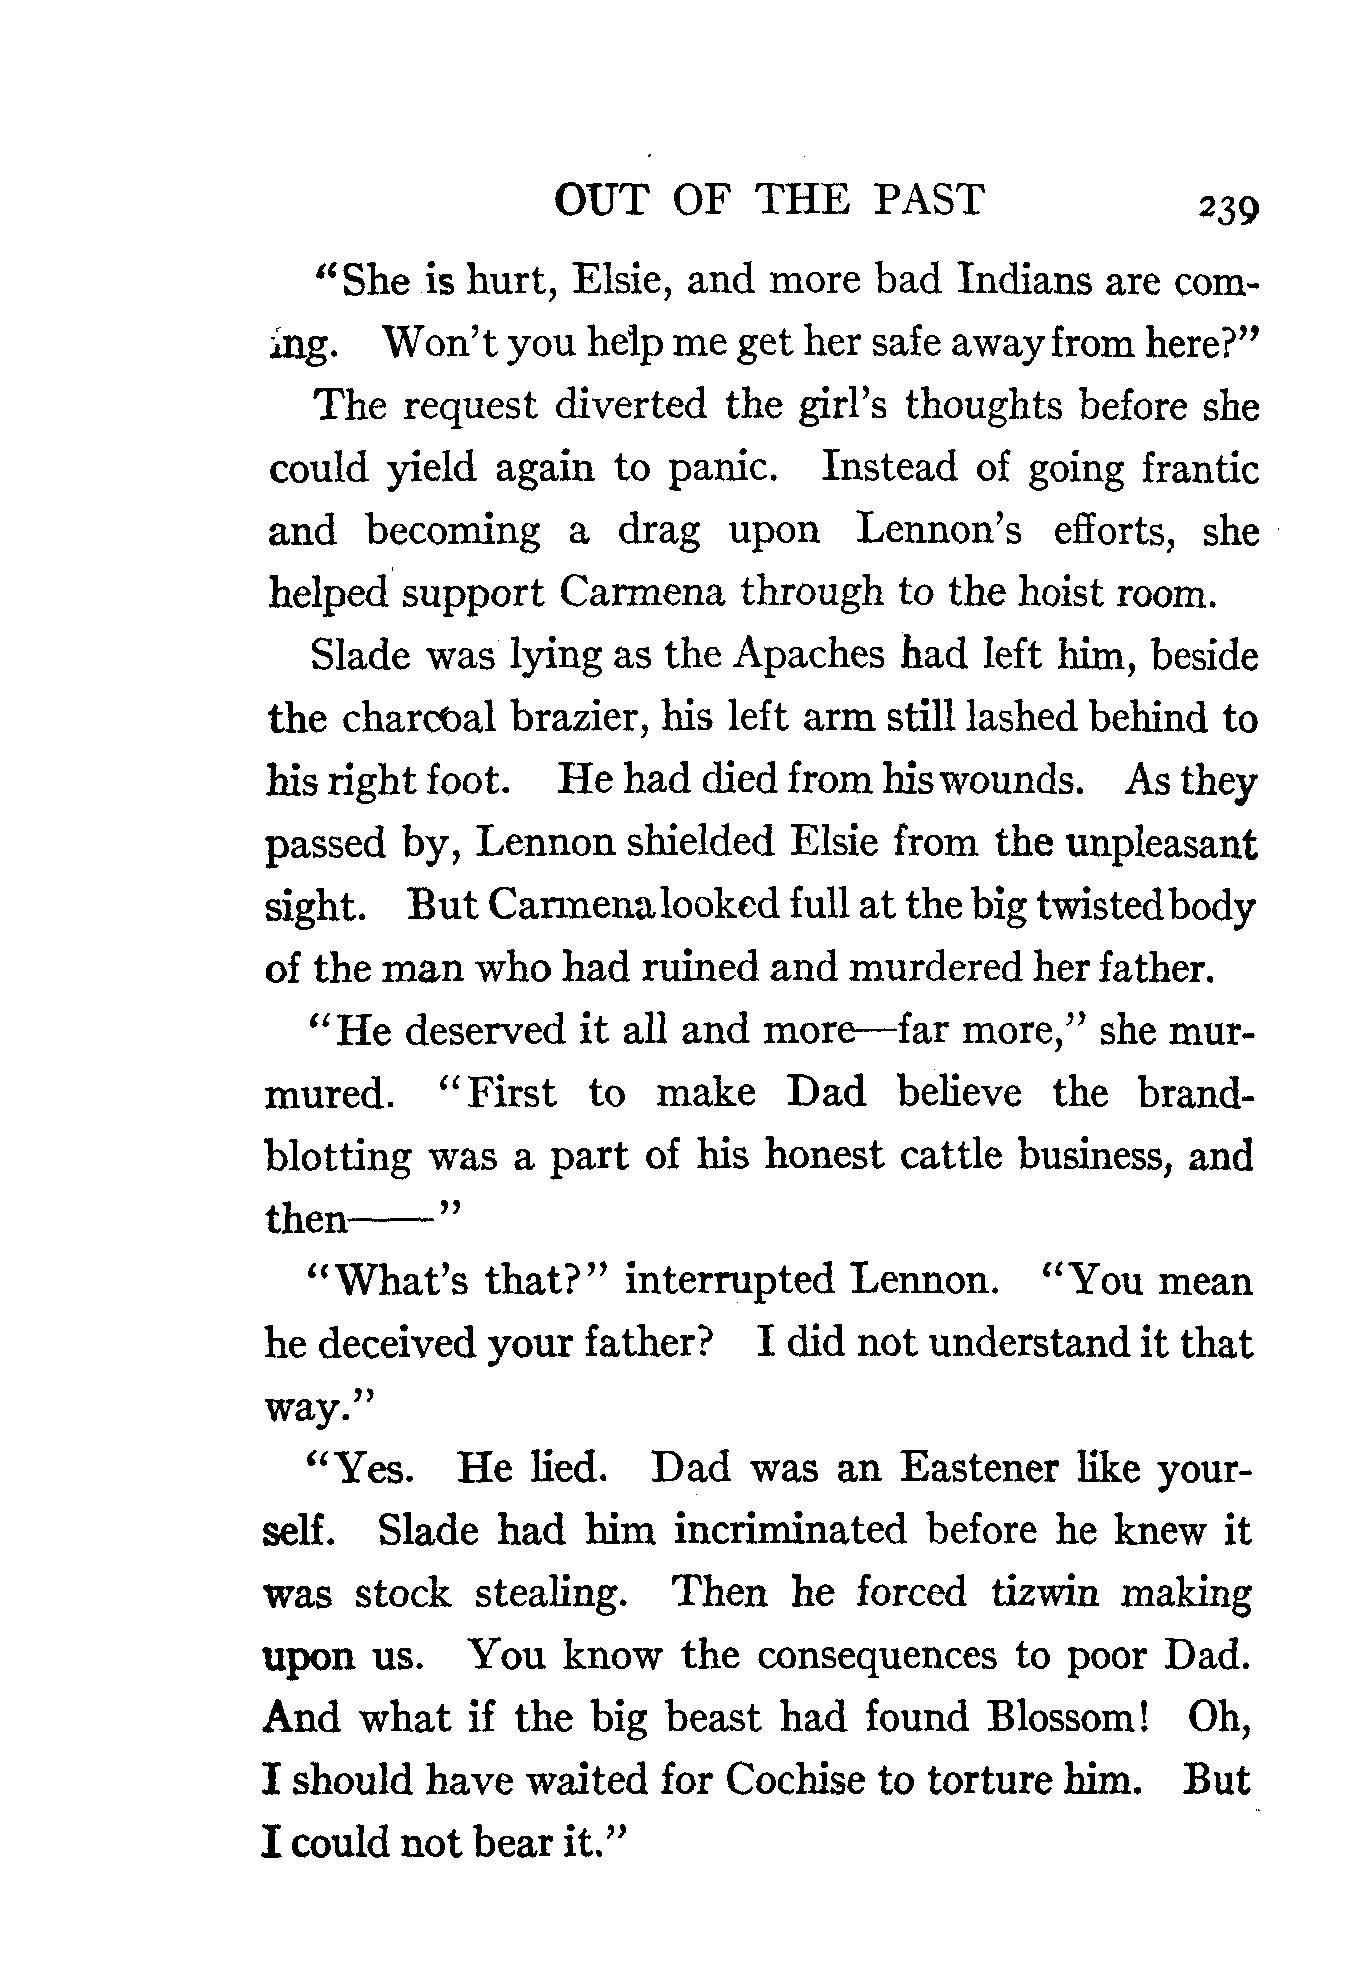 OUT OF THE PAST 239
“She is hurt, Elsie, and more bad Indians are com-
ing. Won’t you help me get her safe away from here?”
The request diverted the girl’s thoughts before she
could yield again to panic. Instead of going frantic
and becoming a drag upon Lennon’s efforts, she
helped support Carmena through to the hoist room.
Slade was lying as the Apaches had left him, beside
the charcoal brazier, his left arm still lashed behind to
his right foot. He had died from his wounds. As they
passed by, Lennon shielded Elsie from the unpleasant
sight. But Carmena looked full at the big twisted body
of the man who had ruined and murdered her father.
“He deserved it all and more—far more,” she mur-
mured. “First to make Dad believe the brand-
blotting was a part of his honest cattle business, and
then——”
“What’s that?” interrupted Lennon. “You mean
he deceived your father? I did not understand it that
way.”
“Yes. He lied. Dad was an Eastener like your-
self. Slade had him incriminated before he knew it
was stock stealing. Then he forced tizwin making
upon us. You know the consequences to poor Dad.
And what if the big beast had found Blossom! Oh,
I should have waited for Cochise to torture him. But
I could not bear it.”